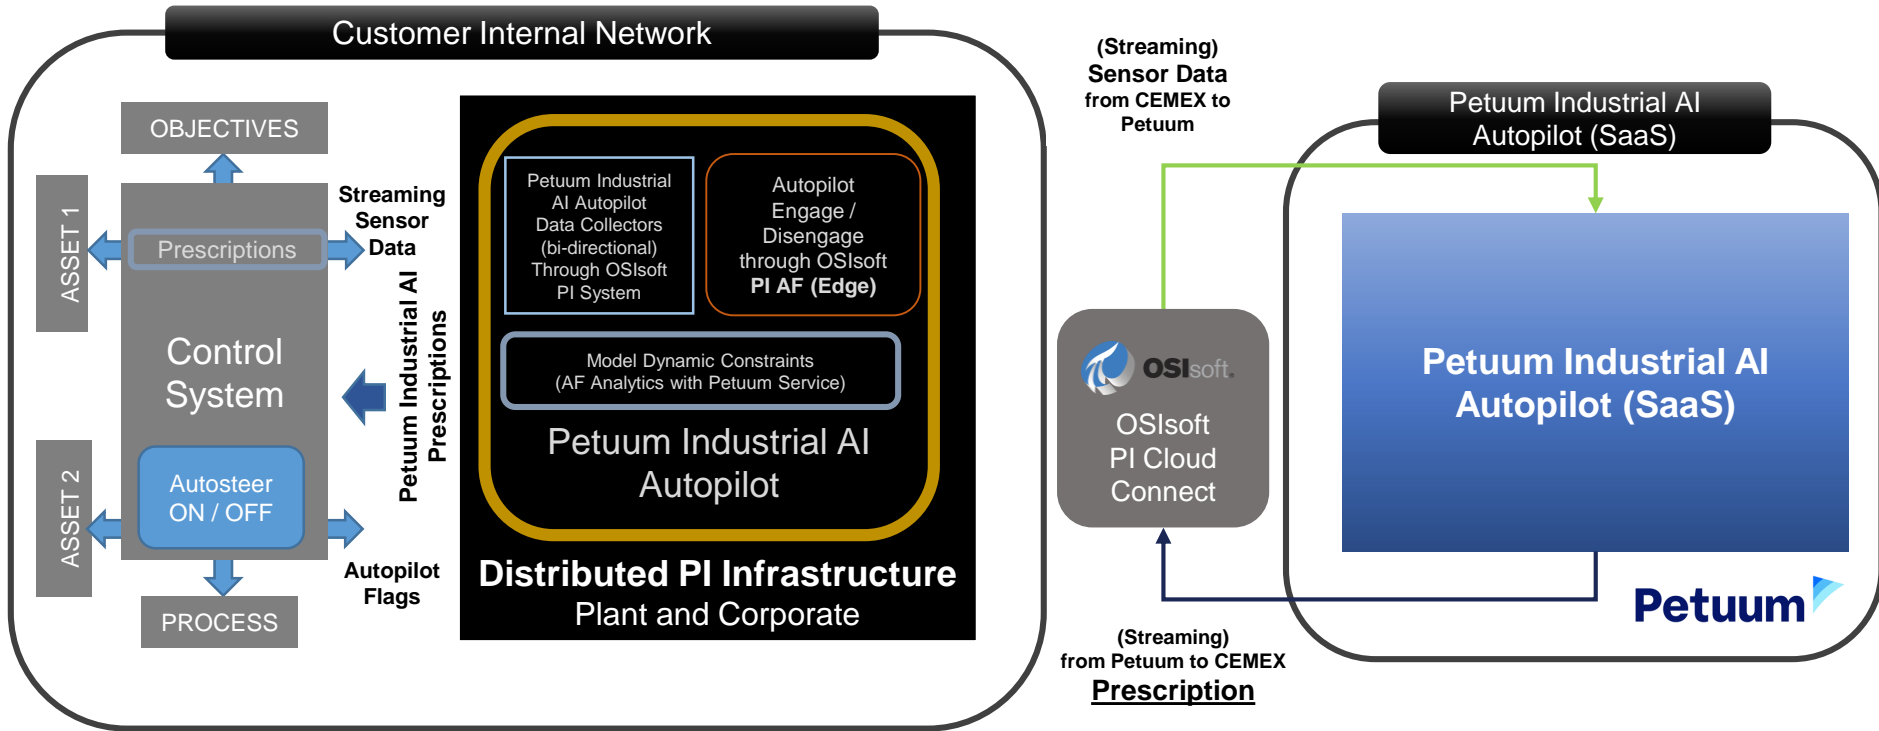 Customer Internal Network
OBJECTIVES
ASSET 1
Prescriptions
Streaming
Sensor
Data
Control
System
Petuum Industrial AI
Prescriptions
ASSET 2
Autosteer
ON / OFF
Autopilot
Flags
PROCESS
Petuum Industrial
AI Autopilot
Data Collectors
(bi-directional)
Through OSIsoft
PI System
Autopilot
Engage /
Disengage
through OSIsoft
PI AF (Edge)
Model Dynamic Constraints
(AF Analytics with Petuum Service)
Petuum Industrial AI
Autopilot
Distributed PI Infrastructure
Plant and Corporate
(Streaming)
Sensor Data
from CEMEX to
Petuum
OSIsoft.
OSIsoft
PI Cloud
Connect
(Streaming)
from Petuum to CEMEX
Prescription
Petuum Industrial AI
Autopilot (SaaS)
Petuum Industrial AI
Autopilot (SaaS)
Petuum